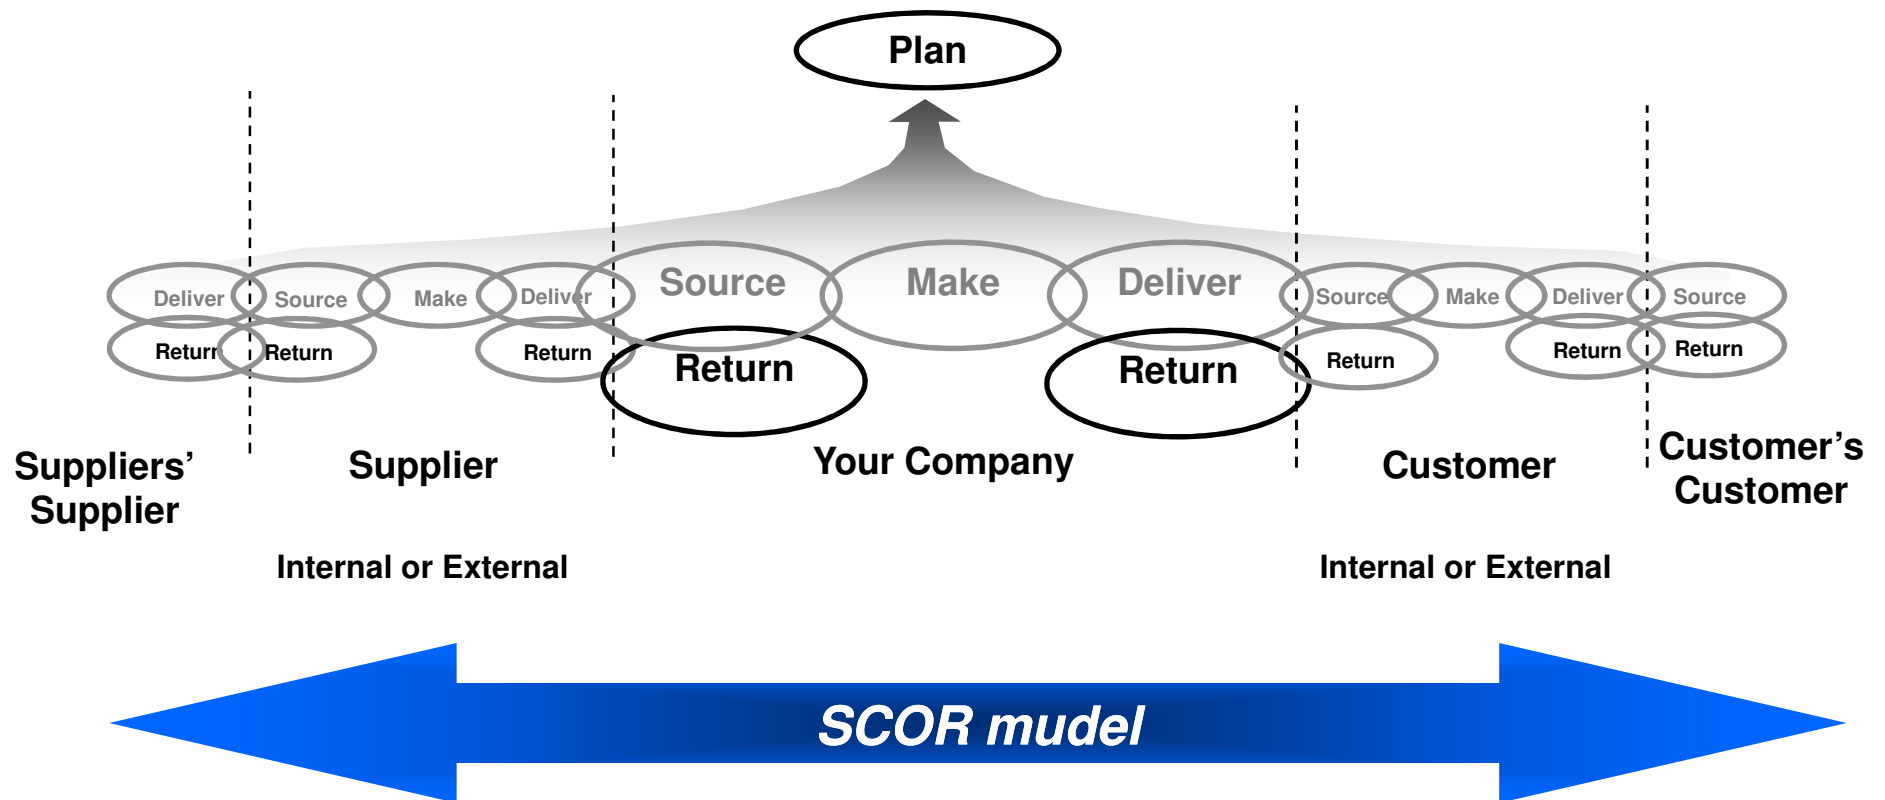 Plan
Deliver Source Make Deliver Source Make Deliver Source Make Deliver Source
Return Return Return Return Return Return Return Return
Suppliers’
Supplier
Supplier
Your Company
Customer
Customer’s
Customer
Internal or External
Internal or External
SCOR mudel